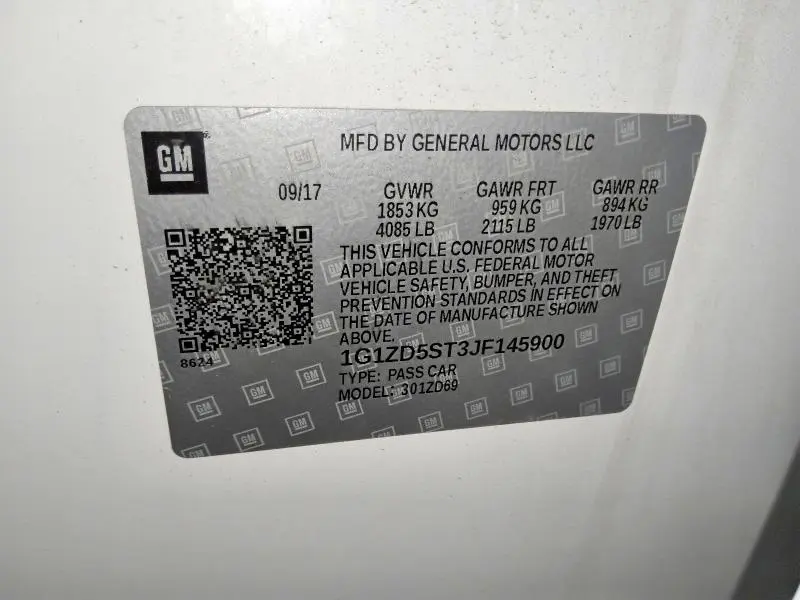 GM
MFD BY GENERAL MOTORS LLC
09/17 GVWR GAWR FRT GAWR RR
1853 KG 959 KG 894 KG
4085 LB 2115 LB 1970 LB
THIS VEHICLE CONFORMS TO ALL
APPLICABLE U.S. FEDERAL MOTOR
VEHICLE SAFETY, BUMPER, AND THEFT
PREVENTION STANDARDS IN EFFECT ON
THE DATE OF MANUFACTURE SHOWN
ABOVE.
8624
1G1ZD5ST3JF145900
TYPE: PASS CAR
MODEL: 301ZD69